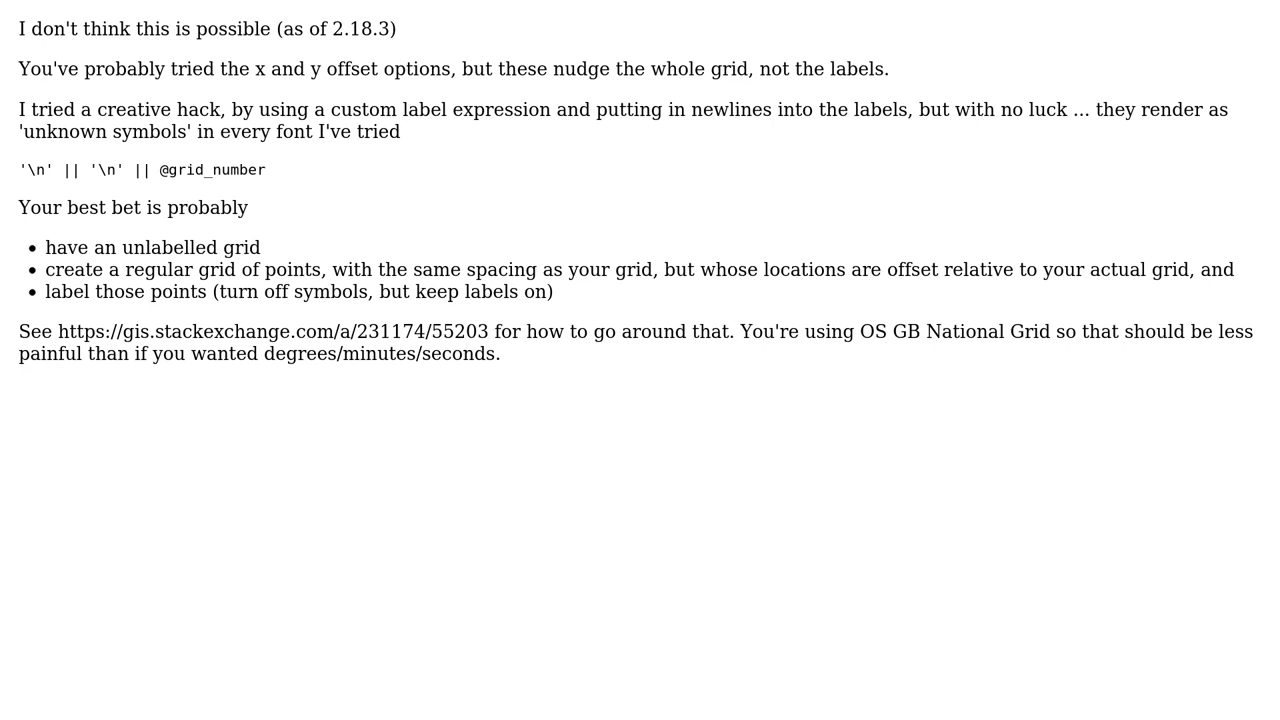 I don't think this is possible (as of 2.18.3)
You've probably tried the x and y offset options, but these nudge the whole grid, not the labels.
I tried a creative hack, by using a custom label expression and putting in newlines into the labels, but with no luck ... they render as
'unknown symbols' in every font I've tried
'\n' || '\n' || @grid_number
Your best bet is probably
• have an unlabelled grid
• create a regular grid of points, with the same spacing as your grid, but whose locations are offset relative to your actual grid, and
• label those points (turn off symbols, but keep labels on)
See https://gis.stackexchange.com/a/231174/55203 for how to go around that. You're using OS GB National Grid so that should be less
painful than if you wanted degrees/minutes/seconds.